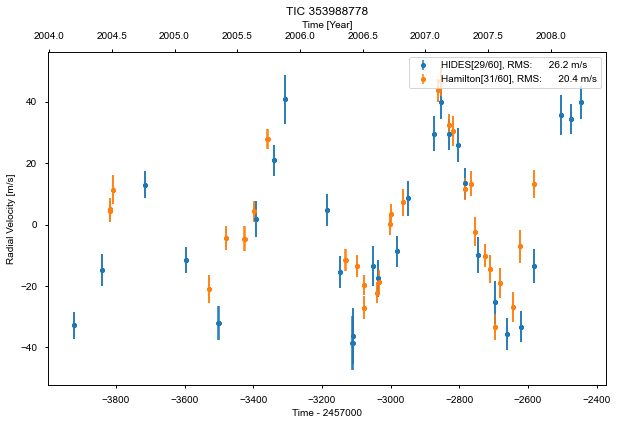 TIC 353988778
Time [Year]
2004.0 2004.5 2005.0 2005.5 2006.0 2006.5 2007.0 2007.5 2008.0
HIDES[29/60], RMS: 26.2 m/s
Hamilton[31/60], RMS: 20.4 m/s
Radial Velocity [m/s]
40
20
0
−20
−40
−3800 −3600 −3400 −3200 −3000 −2800 −2600 −2400
Time - 2457000